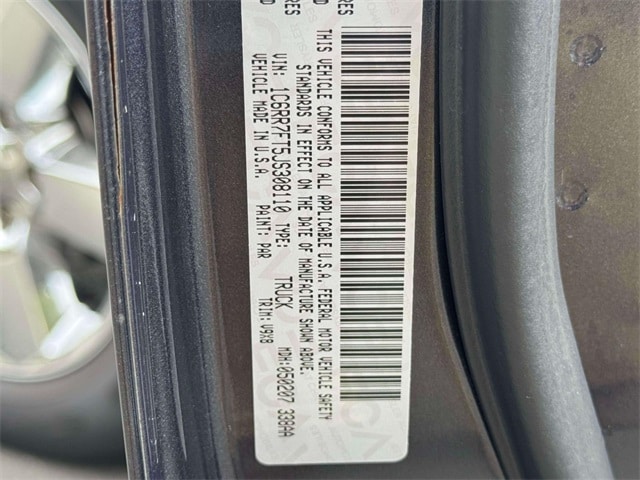 THIS VEHICLE CONFORMS TO ALL APPLICABLE U.S.A. FEDERAL MOTOR VEHICLE SAFETY
STANDARDS IN EFFECT ON THE DATE OF MANUFACTURE SHOWN ABOVE.
VIN: 1C6RR7FT5JS308110 TYPE: TRUCK MDH:050207 338AA
VEHICLE MADE IN U.S.A. PAINT: PAR TRIM: V9X8